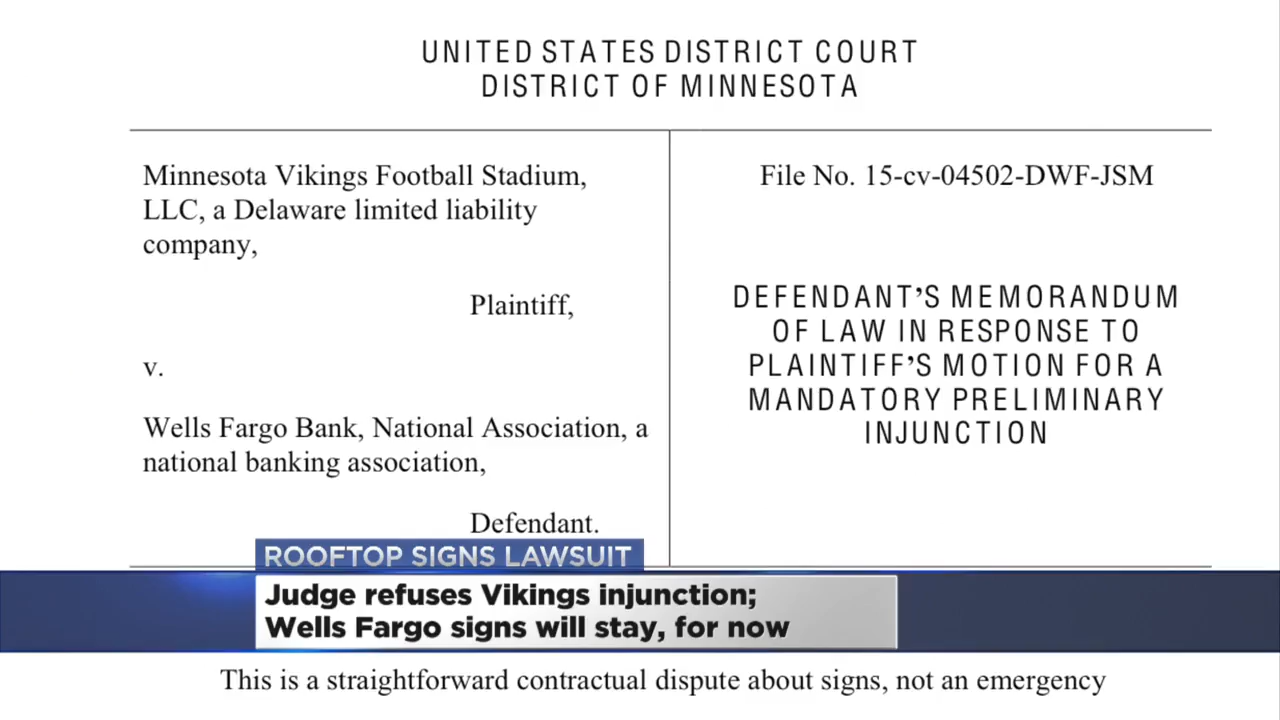 UNITED STATES DISTRICT COURT
DISTRICT OF MINNESOTA
Minnesota Vikings Football Stadium,
LLC, a Delaware limited liability
company,
Plaintiff,
v.
Wells Fargo Bank, National Association, a
national banking association,
Defendant.
File No. 15-cv-04502-DWF-JSM
DEFENDANT’S MEMORANDUM
OF LAW IN RESPONSE TO
PLAINTIFF’S MOTION FOR A
MANDATORY PRELIMINARY
INJUNCTION
ROOFTOP SIGNS LAWSUIT
Judge refuses Vikings injunction;
Wells Fargo signs will stay, for now
This is a straightforward contractual dispute about signs, not an emergency